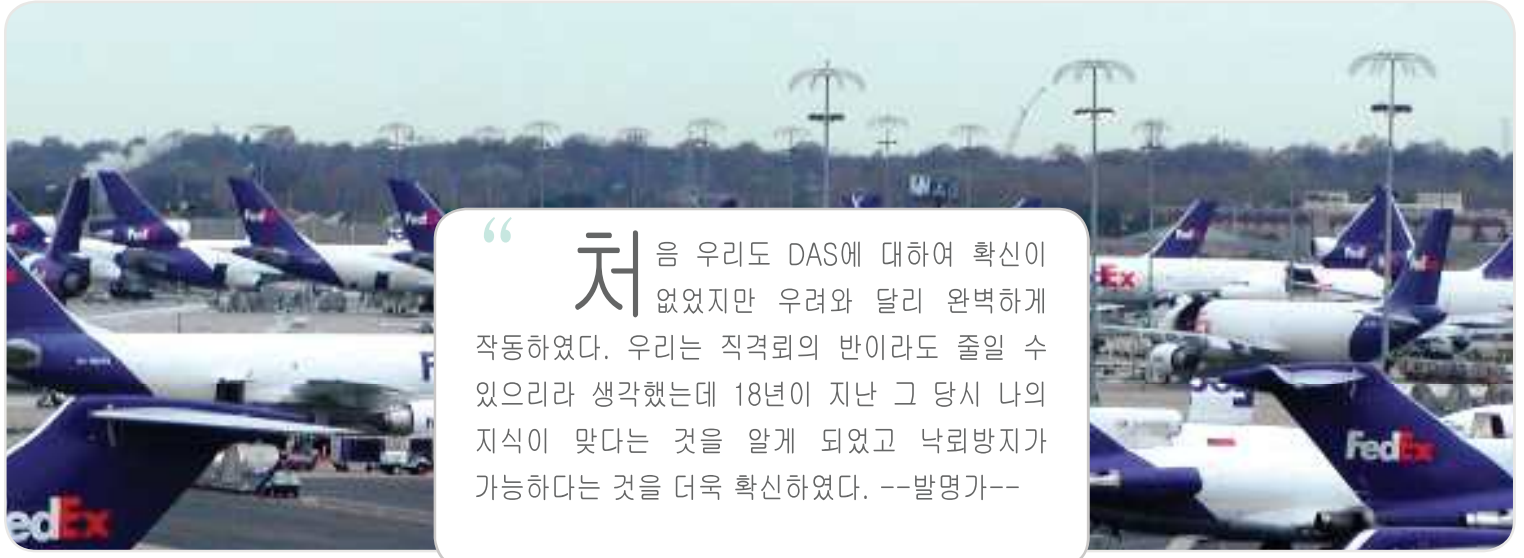 “
처음 우리도 DAS에 대하여 확신이
없었지만 우려와 달리 완벽하게
작동하였다. 우리는 직격뢰의 반이라도 줄일 수
있으리라 생각했는데 18년이 지난 그 당시 나의
지식이 맞다는 것을 알게 되었고 낙뢰방지가
가능하다는 것을 더욱 확신하였다. --발명가--
FedEx
FedEx
edEx